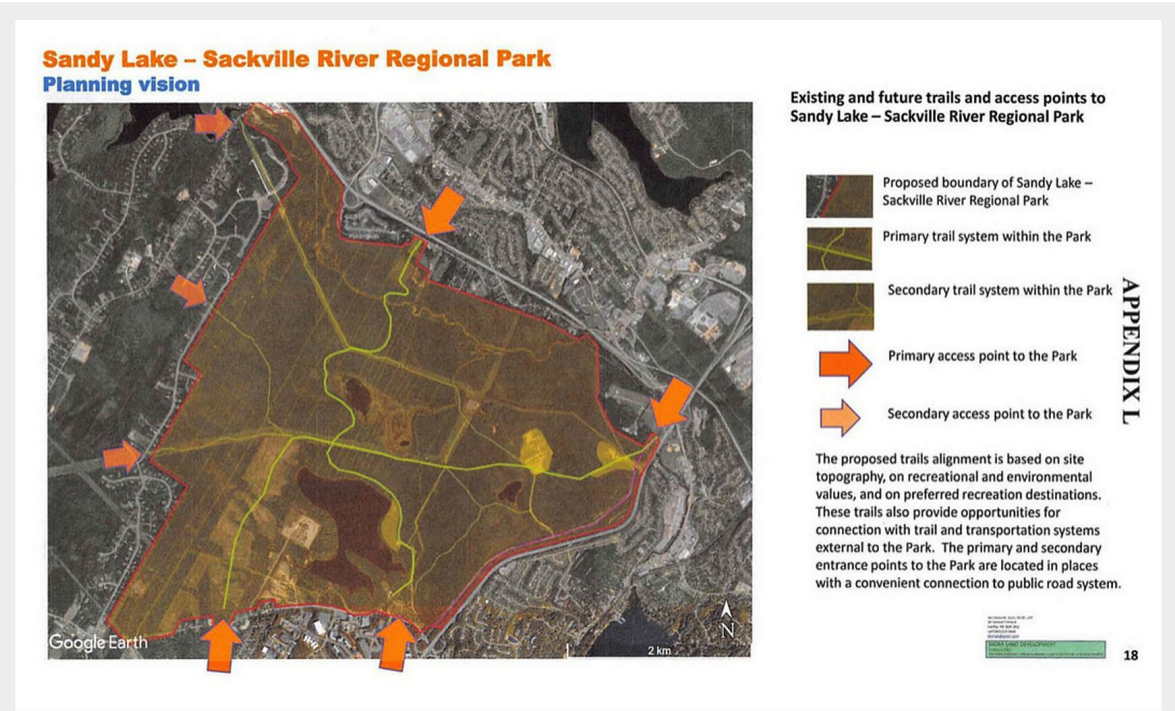 Sandy Lake – Sackville River Regional Park
Planning vision
Existing and future trails and access points to
Sandy Lake – Sackville River Regional Park
Proposed boundary of Sandy Lake –
Sackville River Regional Park
Primary trail system within the Park
Secondary trail system within the Park
Primary access point to the Park
Secondary access point to the Park
APPENDIX L
The proposed trails alignment is based on site
topography, on recreational and environmental
values, and on preferred recreation destinations.
These trails also provide opportunities for
connection with trail and transportation systems
external to the Park. The primary and secondary
entrance points to the Park are located in places
with a convenient connection to public road system.
Google Earth
N
2 km
18